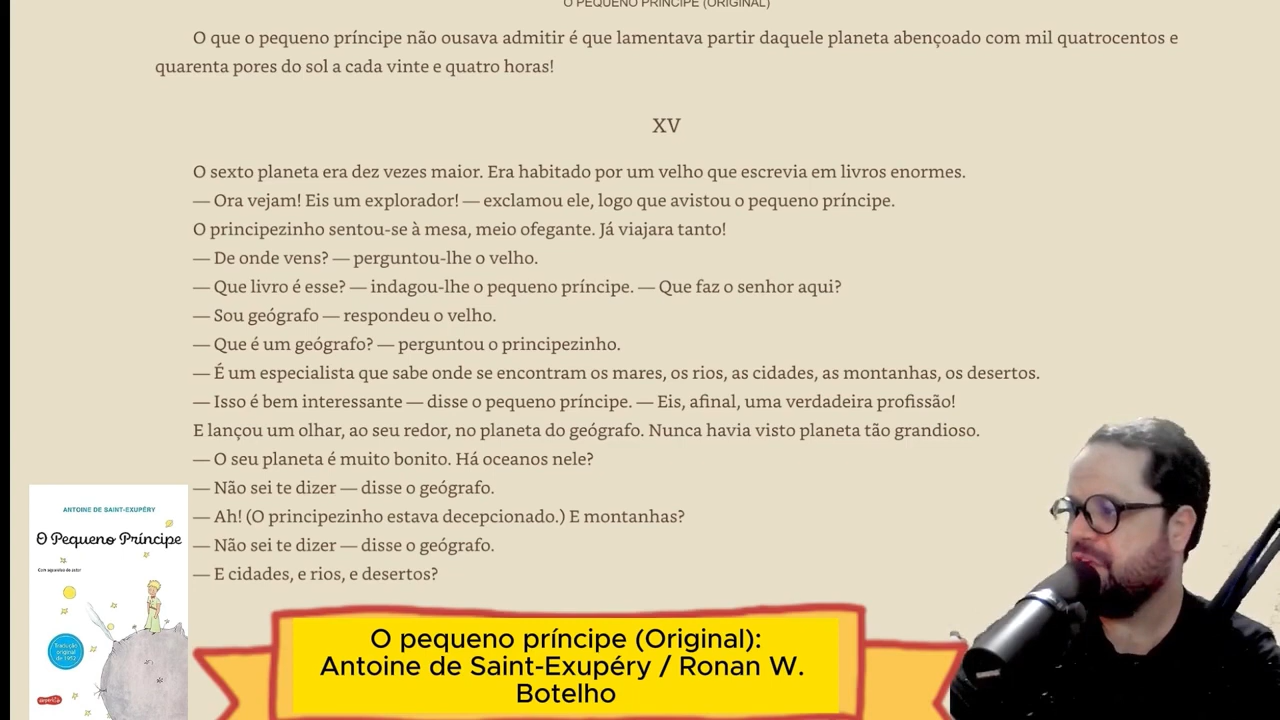 O PEQUENO PRÍNCIPE (ORIGINAL)
O que o pequeno príncipe não ousava admitir é que lamentava partir daquele planeta abençoado com mil quatrocentos e
quarenta pores do sol a cada vinte e quatro horas!
XV
O sexto planeta era dez vezes maior. Era habitado por um velho que escrevia em livros enormes.
— Ora vejam! Eis um explorador! — exclamou ele, logo que avistou o pequeno príncipe.
O principezinho sentou-se à mesa, meio ofegante. Já viajara tanto!
— De onde vens? — perguntou-lhe o velho.
— Que livro é esse? — indagou-lhe o pequeno príncipe. — Que faz o senhor aqui?
— Sou geógrafo — respondeu o velho.
— Que é um geógrafo? — perguntou o principezinho.
— É um especialista que sabe onde se encontram os mares, os rios, as cidades, as montanhas, os desertos.
— Isso é bem interessante — disse o pequeno príncipe. — Eis, afinal, uma verdadeira profissão!
E lançou um olhar, ao seu redor, no planeta do geógrafo. Nunca havia visto planeta tão grandioso.
— O seu planeta é muito bonito. Há oceanos nele?
— Não sei te dizer — disse o geógrafo.
— Ah! (O principezinho estava decepcionado.) E montanhas?
— Não sei te dizer — disse o geógrafo.
— E cidades, e rios, e desertos?
ANTOINE DE SAINT-EXUPÉRY
O Pequeno Príncipe
Com aquarelas do autor
Tradução
original
de 1952
O pequeno príncipe (Original):
Antoine de Saint-Exupéry / Ronan W.
Botelho